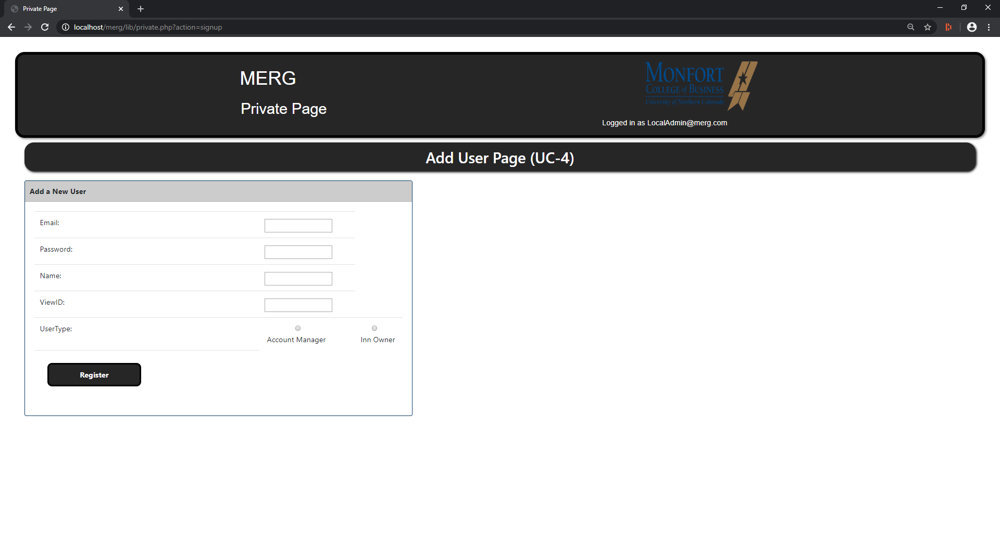 Private Page
localhost/merg/lib/private.php?action=signup
MERG
Private Page
MONFORT
COLLEGE of BUSINESS
University of Northern Colorado
Logged in as LocalAdmin@merg.com
Add User Page (UC-4)
Add a New User
Email:
Password:
Name:
ViewID:
UserType:
Account Manager
Inn Owner
Register